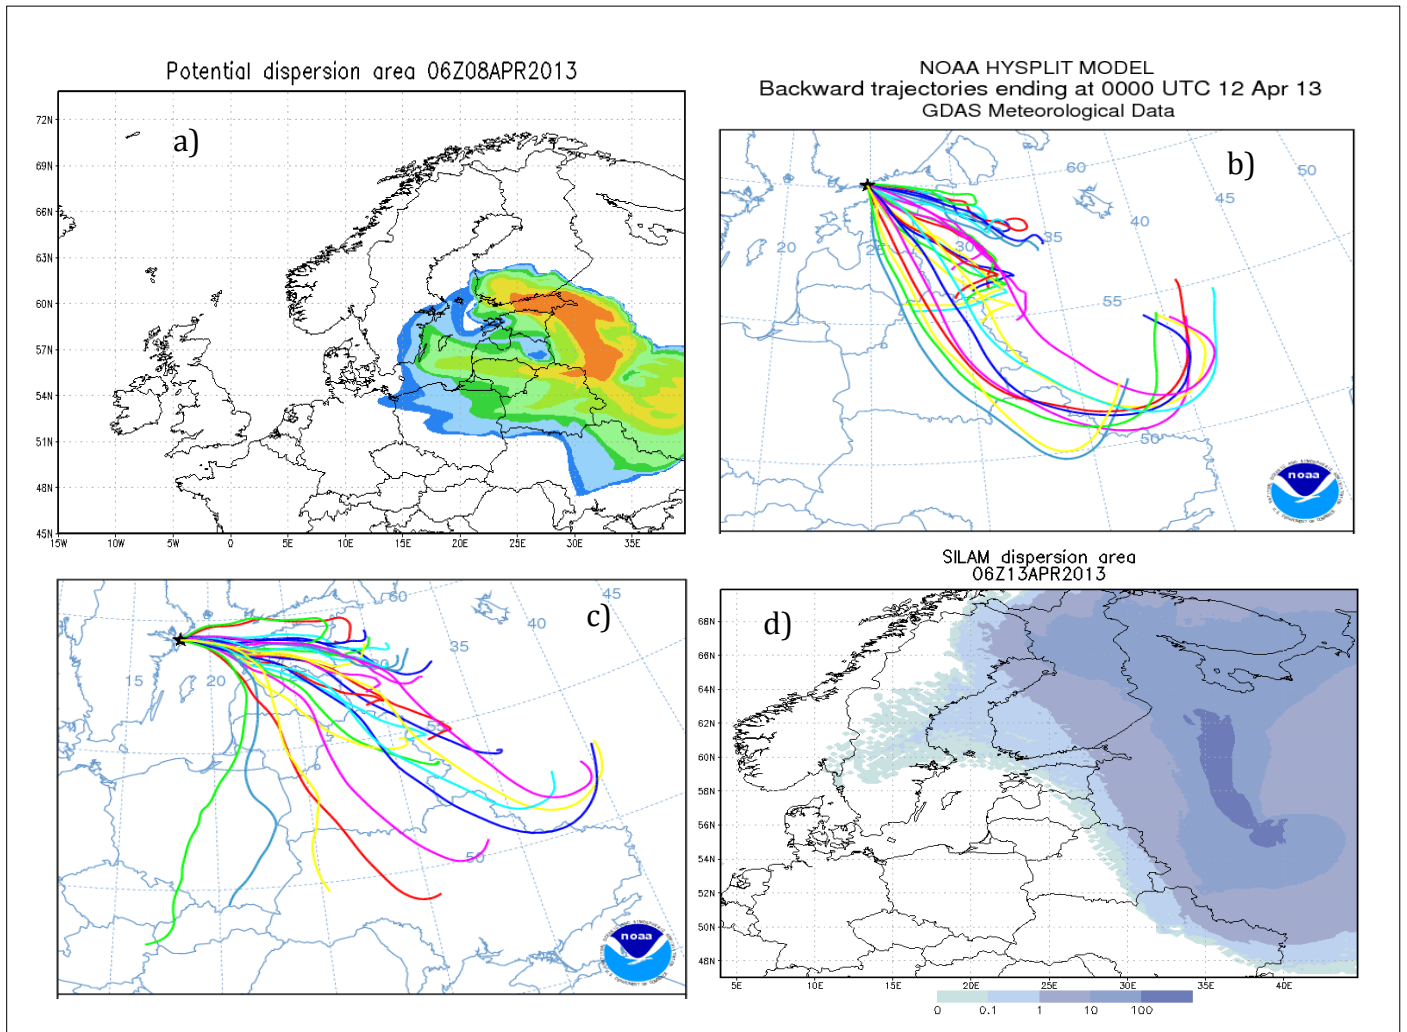 Potential dispersion area 06Z08APR2013
a)
72N
69N
66N
63N
60N
57N
54N
51N
48N
45N
15W 10W 5W 0 5E 10E 15E 20E 25E 30E 35E
NOAA HYSPLIT MODEL
Backward trajectories ending at 0000 UTC 12 Apr 13
GDAS Meteorological Data
b)
60 50
45
40
35
30
25
20
55
50
noaa
c)
60 45
40
35
30
15 20
55
50
noaa
SILAM dispersion area
06Z13APR2013
d)
68N
66N
64N
62N
60N
58N
56N
54N
52N
50N
48N
5E 10E 15E 20E 25E 30E 35E 40E
0 0.1 1 10 100